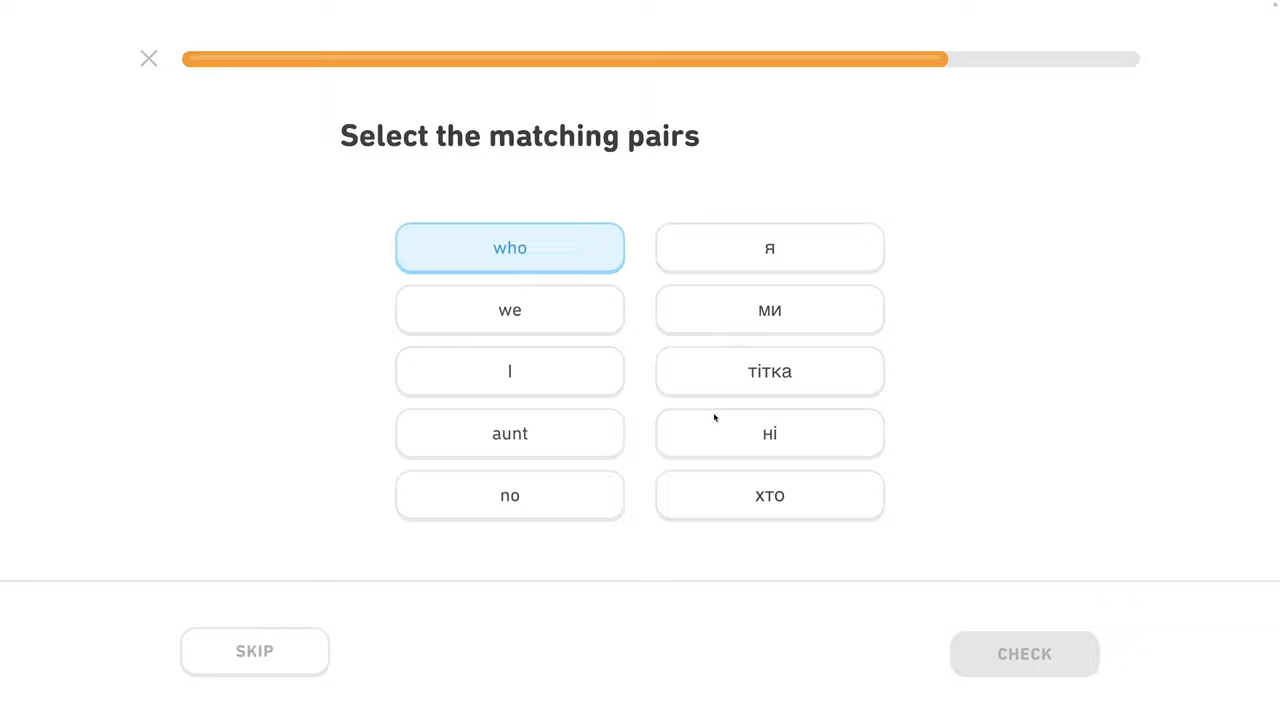 Select the matching pairs
who
я
we
ми
I
тітка
aunt
ні
no
хто
SKIP
CHECK